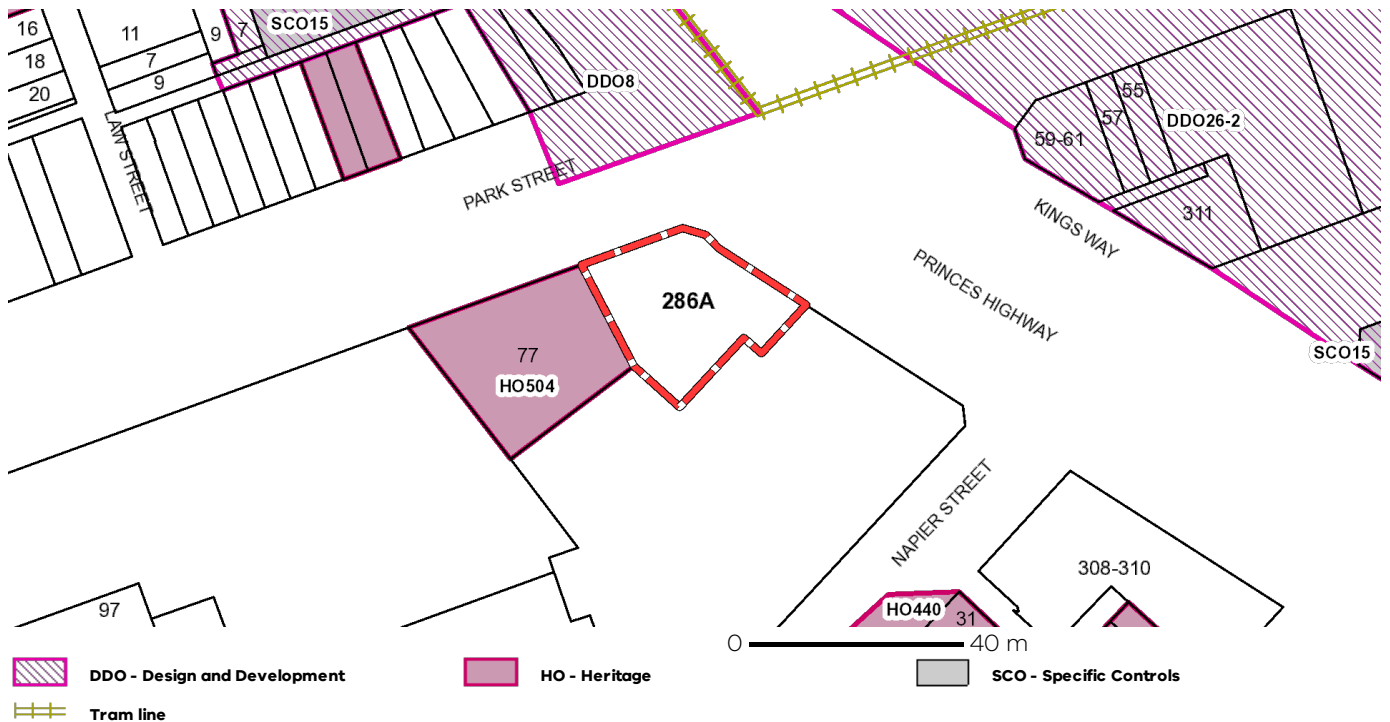 16
11
9
7
SCO15
18
7
20
9
DDO8
55
57
DDO26-2
59-61
LAW STREET
PARK STREET
311
KINGS WAY
PRINCES HIGHWAY
286A
77
HO504
SCO15
NAPIER STREET
308-310
97
HO440
31
0 40 m
DDO - Design and Development
HO - Heritage
SCO - Specific Controls
Tram line